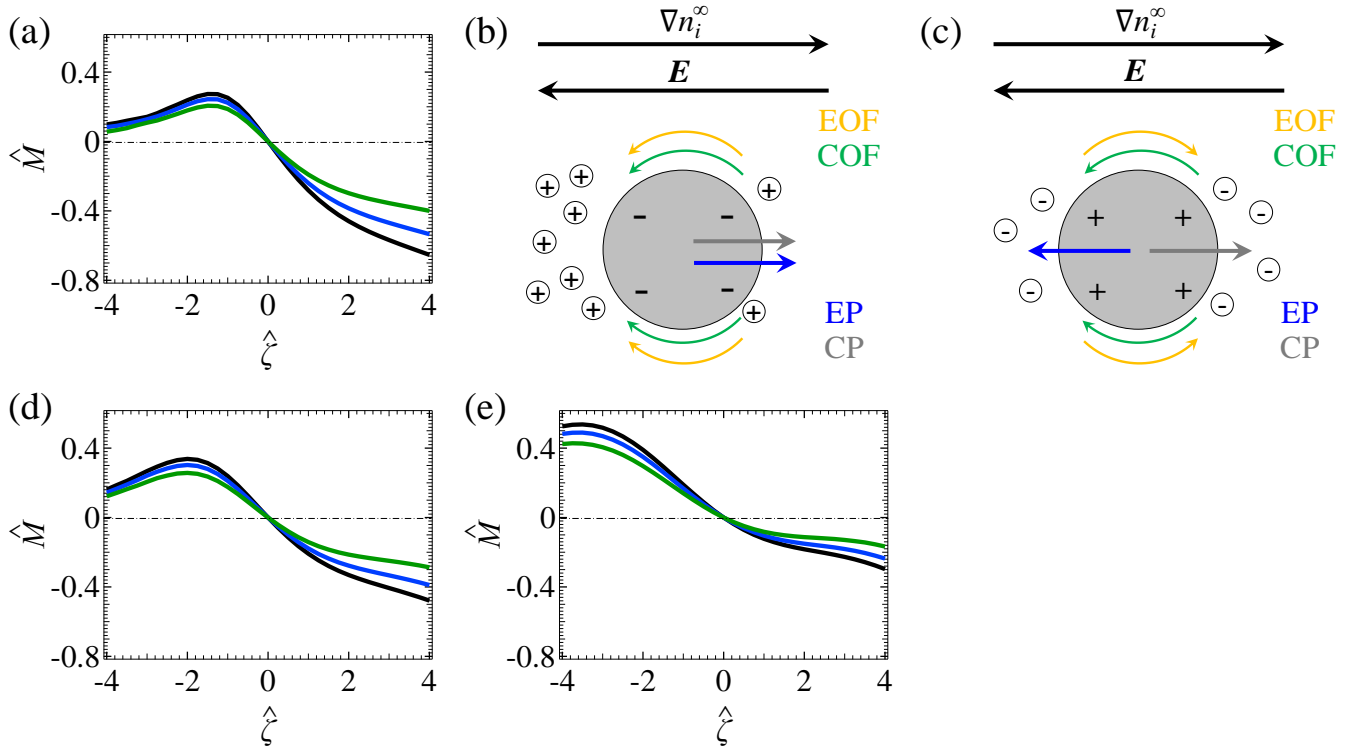 (a)
0.4
0
-0.4
-0.8
M̂
-4 -2 0 2 4
ζ̂
(b)
∇n_i^∞
E
EOF
COF
+ + + + + + + + +
- - - -
EP
CP
(c)
∇n_i^∞
E
EOF
COF
- - - - - - - -
+ + + +
EP
CP
(d)
0.4
0
-0.4
-0.8
M̂
-4 -2 0 2 4
ζ̂
(e)
0.4
0
-0.4
-0.8
M̂
-4 -2 0 2 4
ζ̂